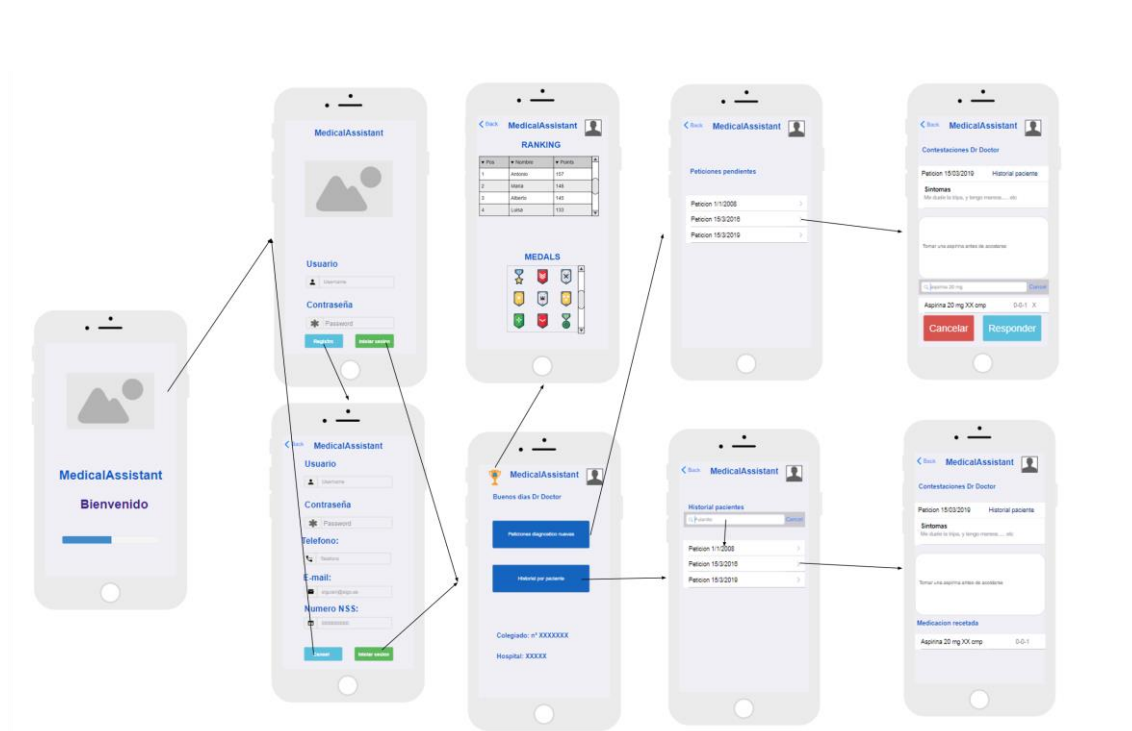 MedicalAssistant
Bienvenido
MedicalAssistant
Usuario
Username
Contraseña
Password
Registro
Iniciar sesion
Back
MedicalAssistant
Usuario
Username
Contraseña
Password
Telefono:
Telefono
E-mail:
Numero NSS:
Cancel
Iniciar sesion
Back
MedicalAssistant
RANKING
Pos Nombre Points
1 Antonio 157
2 Maria 146
3 Alberto 145
4 Luisa 133
MEDALS
MedicalAssistant
Buenos dias Dr Doctor
Peticiones diagnostico nuevas
Historial por paciente
Colegiado: nº XXXXXXX
Hospital: XXXXX
Back
MedicalAssistant
Peticiones pendientes
Peticion 1/1/2008
Peticion 15/3/2016
Peticion 15/3/2019
Back
MedicalAssistant
Historial pacientes
Cancel
Peticion 1/1/2008
Peticion 15/3/2016
Peticion 15/3/2019
Back
MedicalAssistant
Contestaciones Dr Doctor
Peticion 15/03/2019 Historial paciente
Sintomas
Me duele la tripa, y tengo mareos..... etc
Tomar una aspirina antes de acostarse
aspirina 20 mg Cancel
Aspirina 20 mg XX cmp 0-0-1 X
Cancelar
Responder
Back
MedicalAssistant
Contestaciones Dr Doctor
Peticion 15/03/2019 Historial paciente
Sintomas
Me duele la tripa, y tengo mareos..... etc
Tomar una aspirina antes de acostarse
Medicacion recetada
Aspirina 20 mg XX cmp 0-0-1